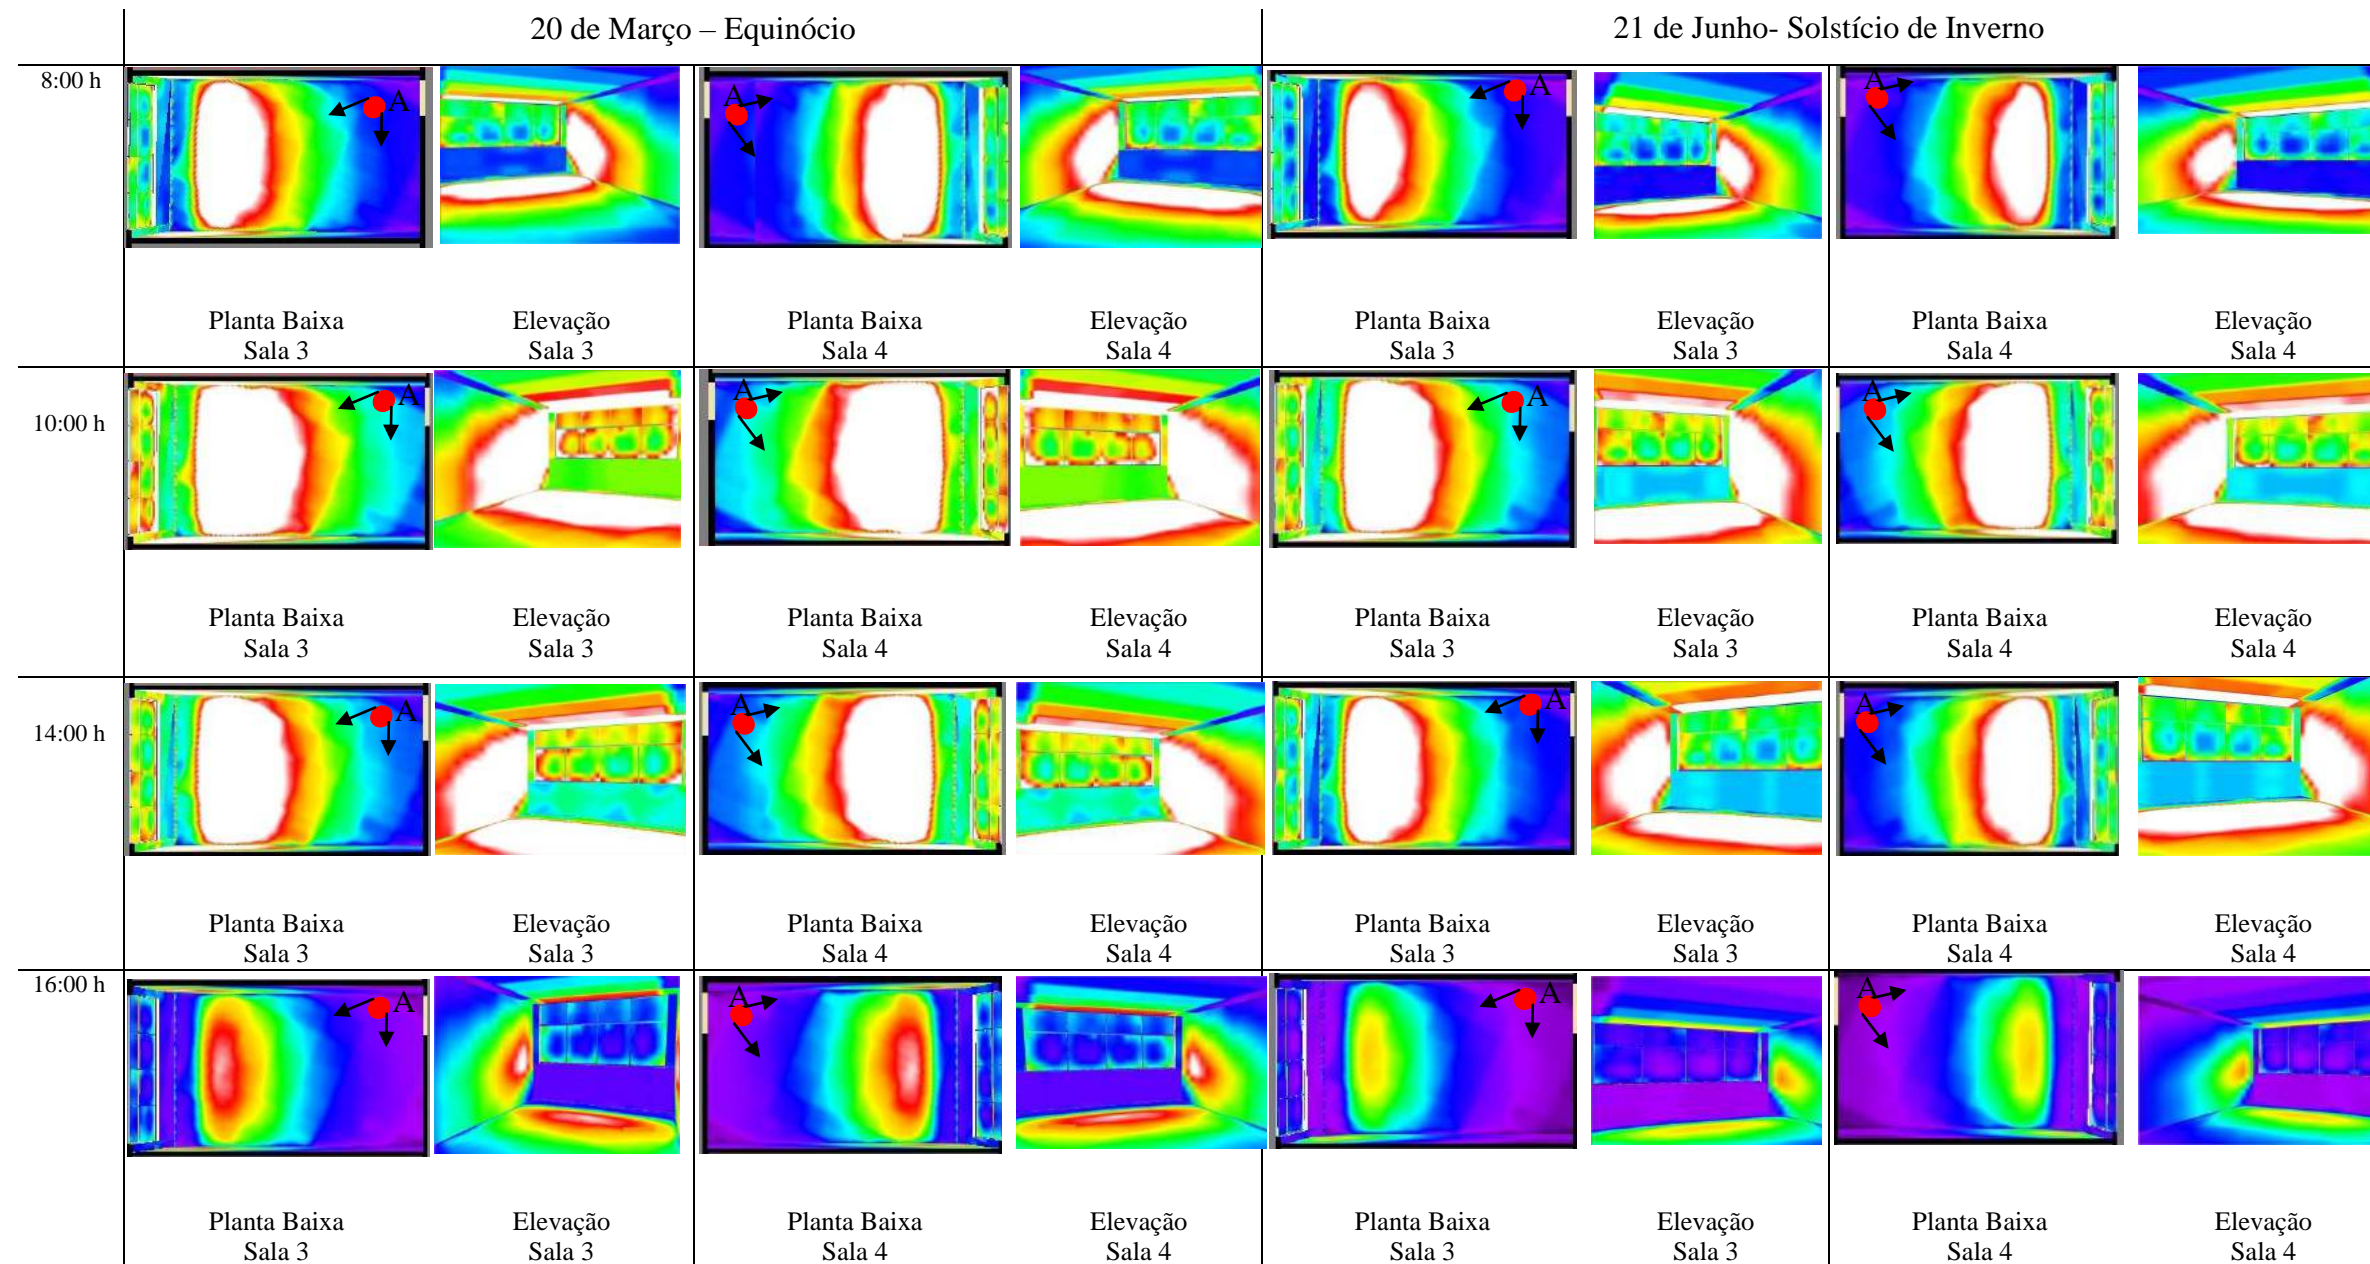 20 de Março – Equinócio
21 de Junho- Solstício de Inverno
8:00 h
A
A
A
A
Planta Baixa
Sala 3
Elevação
Sala 3
Planta Baixa
Sala 4
Elevação
Sala 4
Planta Baixa
Sala 3
Elevação
Sala 3
Planta Baixa
Sala 4
Elevação
Sala 4
10:00 h
A
A
A
A
Planta Baixa
Sala 3
Elevação
Sala 3
Planta Baixa
Sala 4
Elevação
Sala 4
Planta Baixa
Sala 3
Elevação
Sala 3
Planta Baixa
Sala 4
Elevação
Sala 4
14:00 h
A
A
A
A
Planta Baixa
Sala 3
Elevação
Sala 3
Planta Baixa
Sala 4
Elevação
Sala 4
Planta Baixa
Sala 3
Elevação
Sala 3
Planta Baixa
Sala 4
Elevação
Sala 4
16:00 h
A
A
A
A
Planta Baixa
Sala 3
Elevação
Sala 3
Planta Baixa
Sala 4
Elevação
Sala 4
Planta Baixa
Sala 3
Elevação
Sala 3
Planta Baixa
Sala 4
Elevação
Sala 4